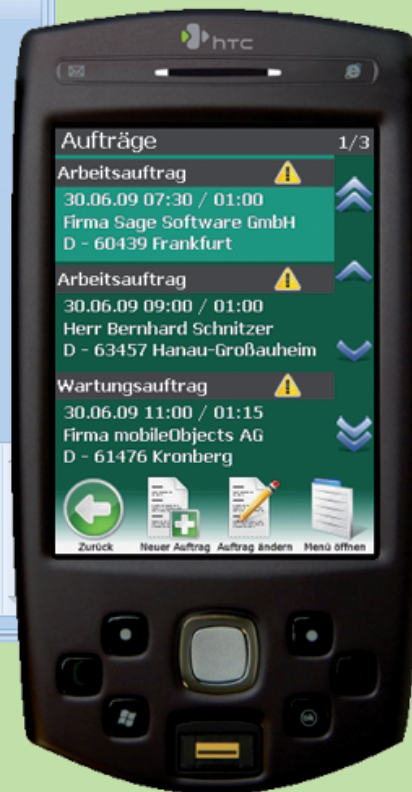 htc
Aufträge 1/3
Arbeitsauftrag
30.06.09 07:30 / 01:00
Firma Sage Software GmbH
D - 60439 Frankfurt
Arbeitsauftrag
30.06.09 09:00 / 01:00
Herr Bernhard Schnitzer
D - 63457 Hanau-Großauheim
Wartungsauftrag
30.06.09 11:00 / 01:15
Firma mobileObjects AG
D - 61476 Kronberg
Zurück Neuer Auftrag Auftrag ändern Menü öffnen
ok